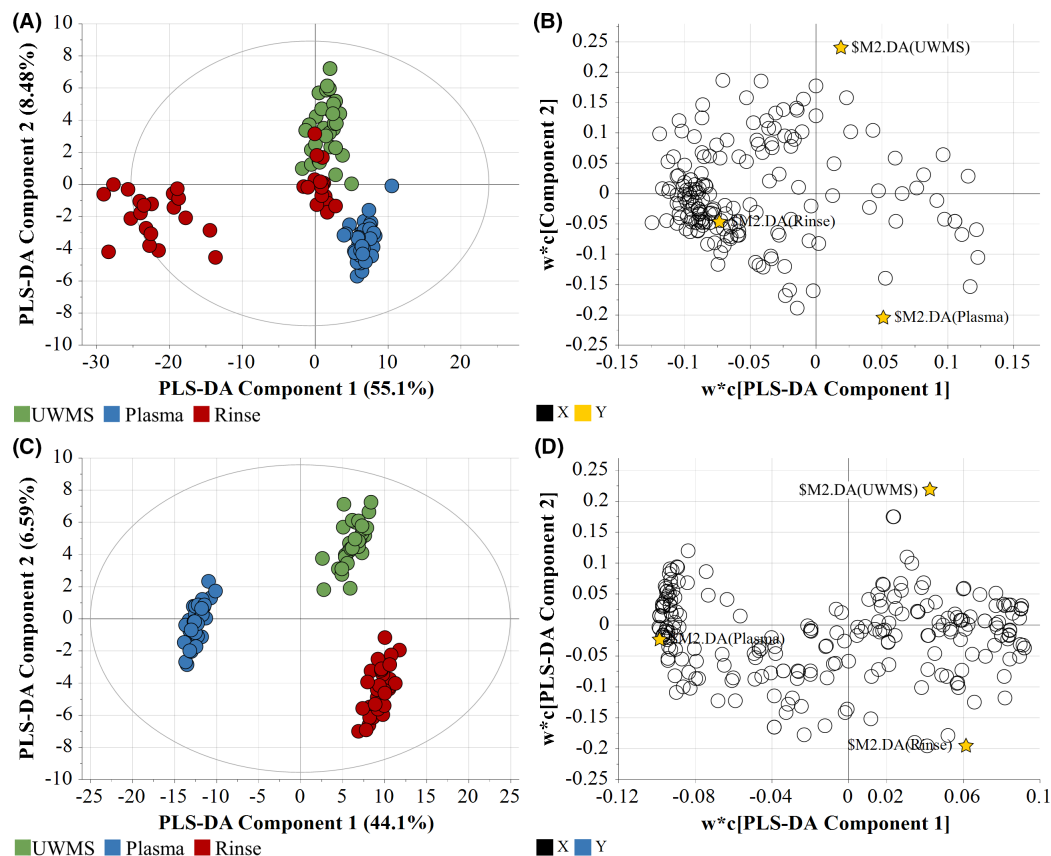 (A)
10
8
6
4
2
0
-2
-4
-6
-8
-10
PLS-DA Component 2 (8.48%)
-30 -20 -10 0 10 20
PLS-DA Component 1 (55.1%)
UWMS Plasma Rinse
(B)
0.25
0.2
0.15
0.1
0.05
0
-0.05
-0.1
-0.15
-0.2
-0.25
w*c[Component 2]
$M2.DA(UWMS)
$M2.DA(Rinse)
$M2.DA(Plasma)
-0.15 -0.1 -0.05 0 0.05 0.1 0.15
w*c[PLS-DA Component 1]
X Y
(C)
10
8
6
4
2
0
-2
-4
-6
-8
-10
PLS-DA Component 2 (6.59%)
-25 -20 -15 -10 -5 0 5 10 15 20 25
PLS-DA Component 1 (44.1%)
UWMS Plasma Rinse
(D)
0.25
0.2
0.15
0.1
0.05
0
-0.05
-0.1
-0.15
-0.2
-0.25
w*c[PLS-DA Component 2]
$M2.DA(UWMS)
$M2.DA(Plasma)
$M2.DA(Rinse)
-0.12 -0.08 -0.04 0 0.02 0.06 0.1
w*c[PLS-DA Component 1]
X Y